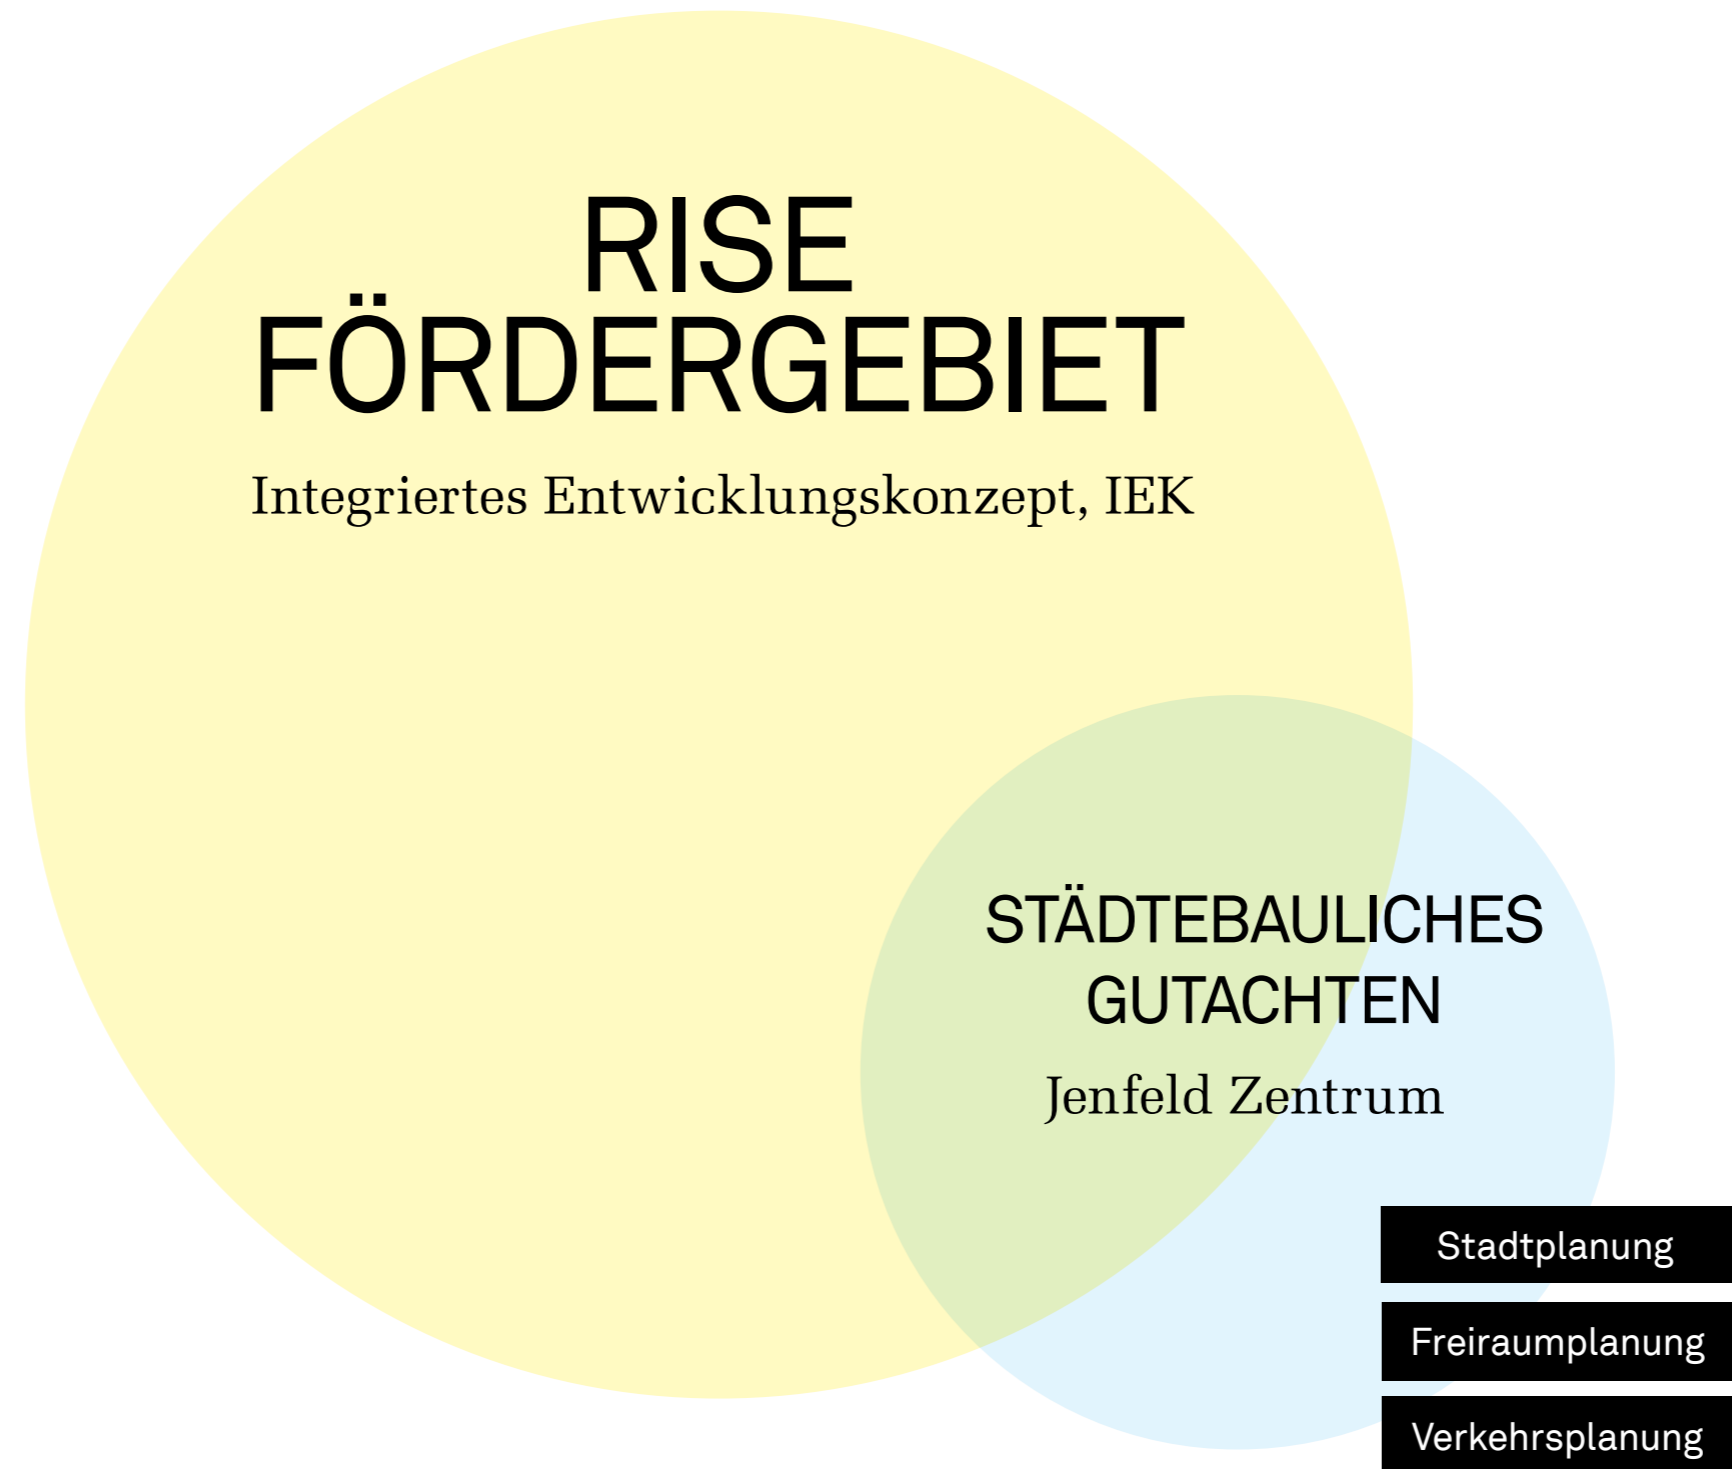 RISE
FÖRDERGEBIET
Integriertes Entwicklungskonzept, IEK
STÄDTEBAULICHES
GUTACHTEN
Jenfeld Zentrum
Stadtplanung
Freiraumplanung
Verkehrsplanung